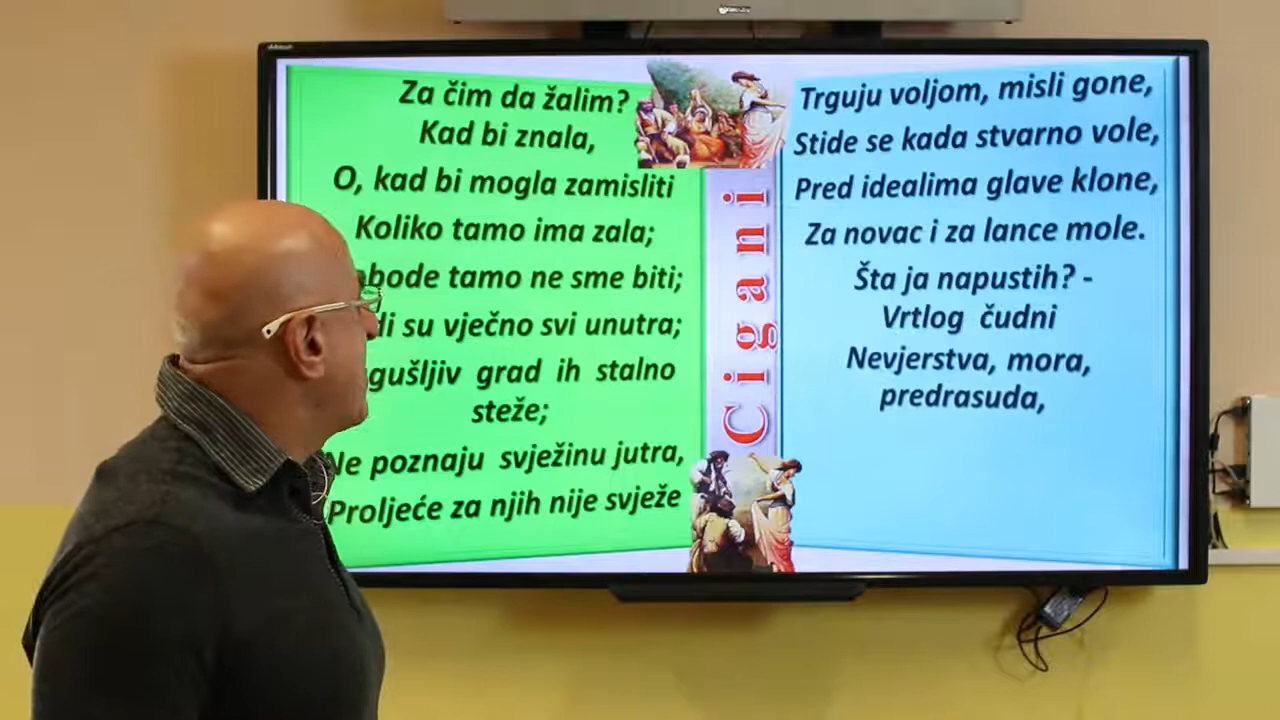 Za čim da žalim?
Kad bi znala,
O, kad bi mogla zamisliti
Koliko tamo ima zala;
tamo ne sme biti;
su vječno svi unutra;
grad ih stalno
steže;
Ne poznaju svježinu jutra,
Proljeće za njih nije svježe
Cigani
Trguju voljom, misli gone,
Stide se kada stvarno vole,
Pred idealima glave klone,
Za novac i za lance mole.
Šta ja napustih? -
Vrtlog čudni
Nevjerstva, mora,
predrasuda,